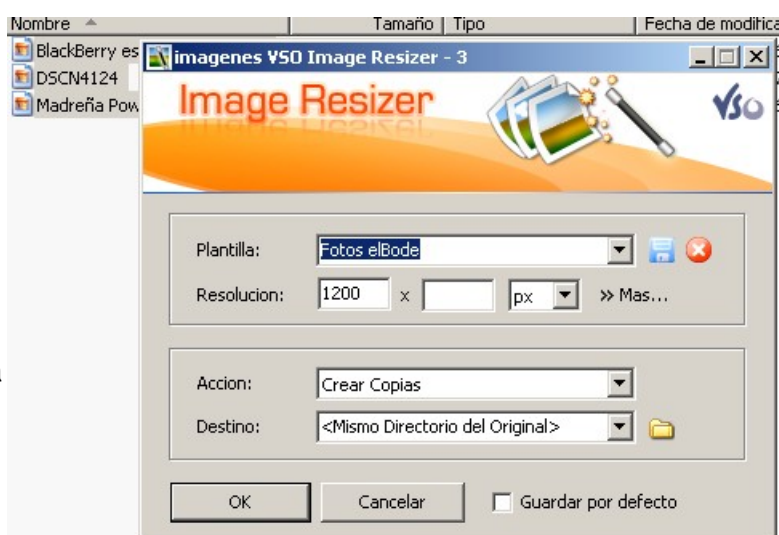 Nombre Tamaño Tipo Fecha de modifica
BlackBerry es
DSCN4124
Madreña Pow
imagenes VSO Image Resizer - 3
Image Resizer
VSO
Plantilla: Fotos elBode
Resolucion: 1200 x px >> Mas...
Accion: Crear Copias
Destino: <Mismo Directorio del Original>
OK Cancelar Guardar por defecto